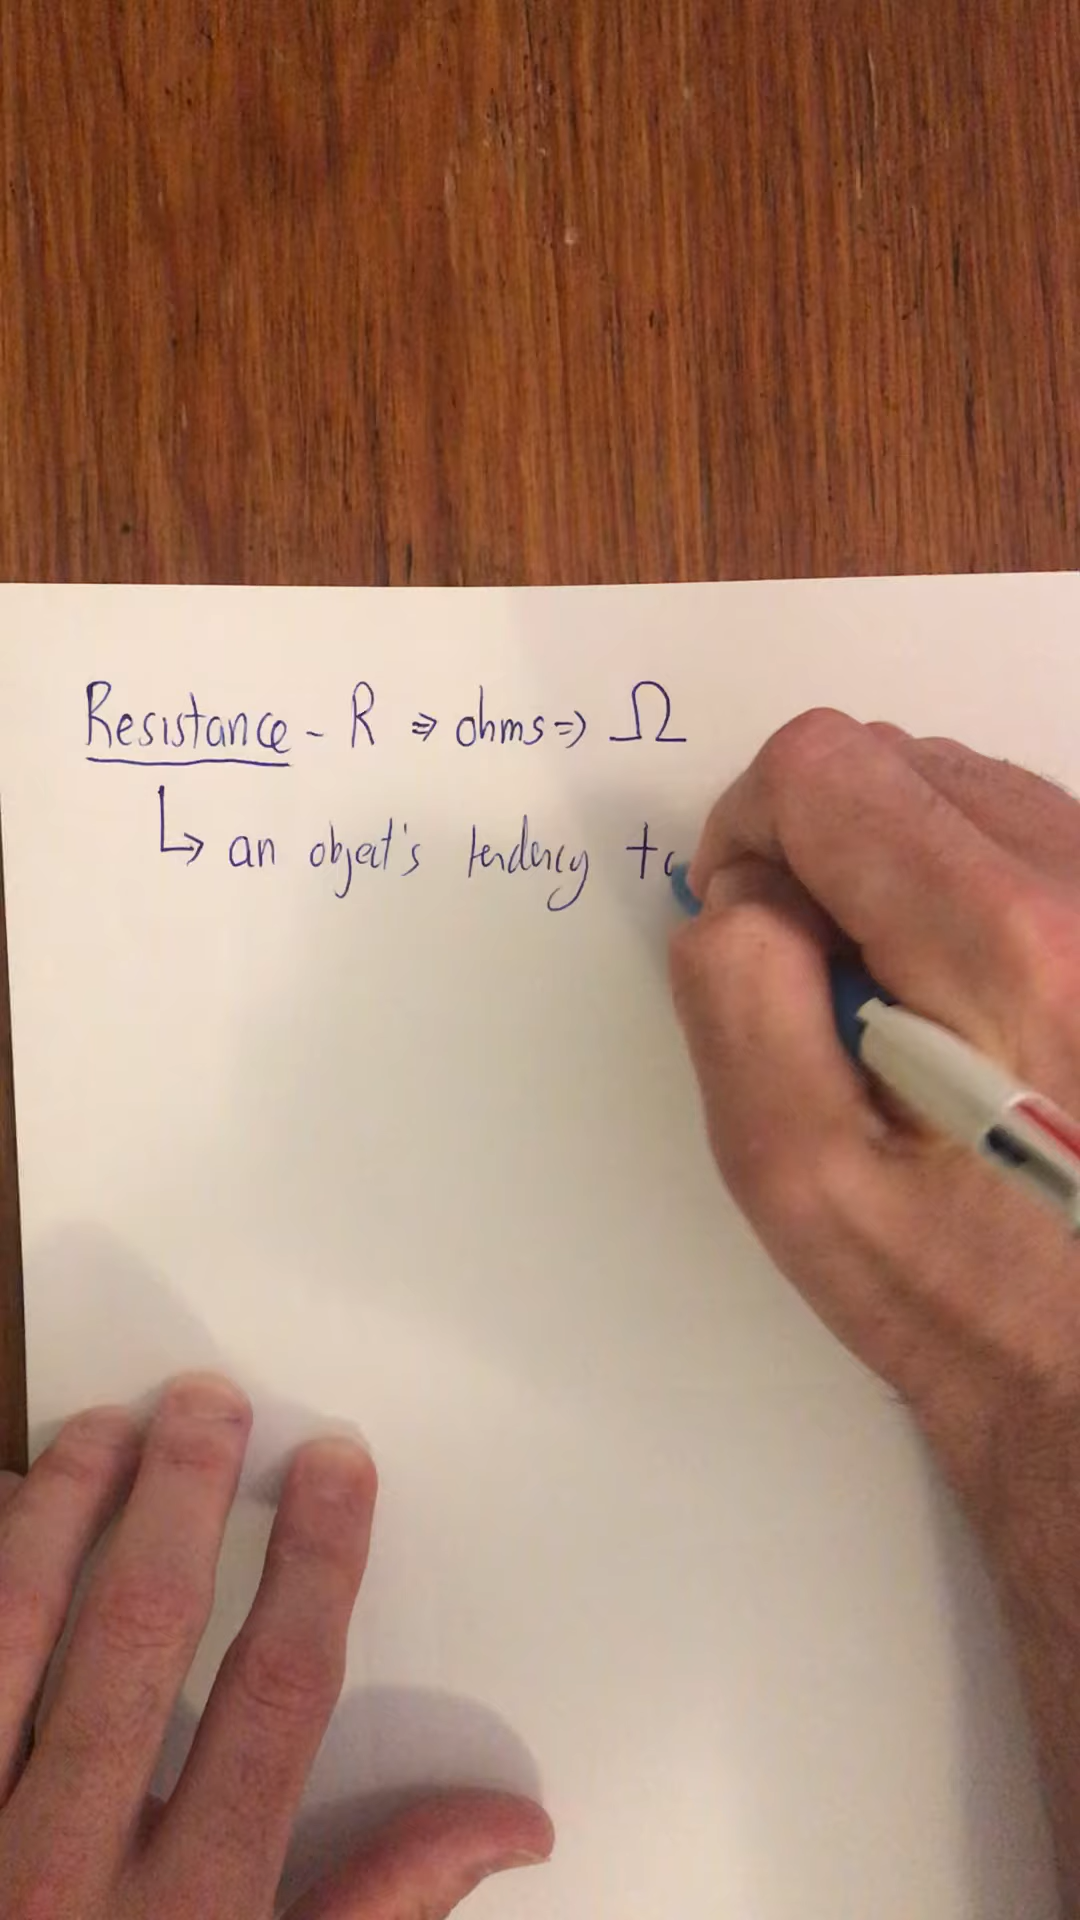 Resistance - R ⇒ ohms ⇒ Ω
↳ an object's tendency to